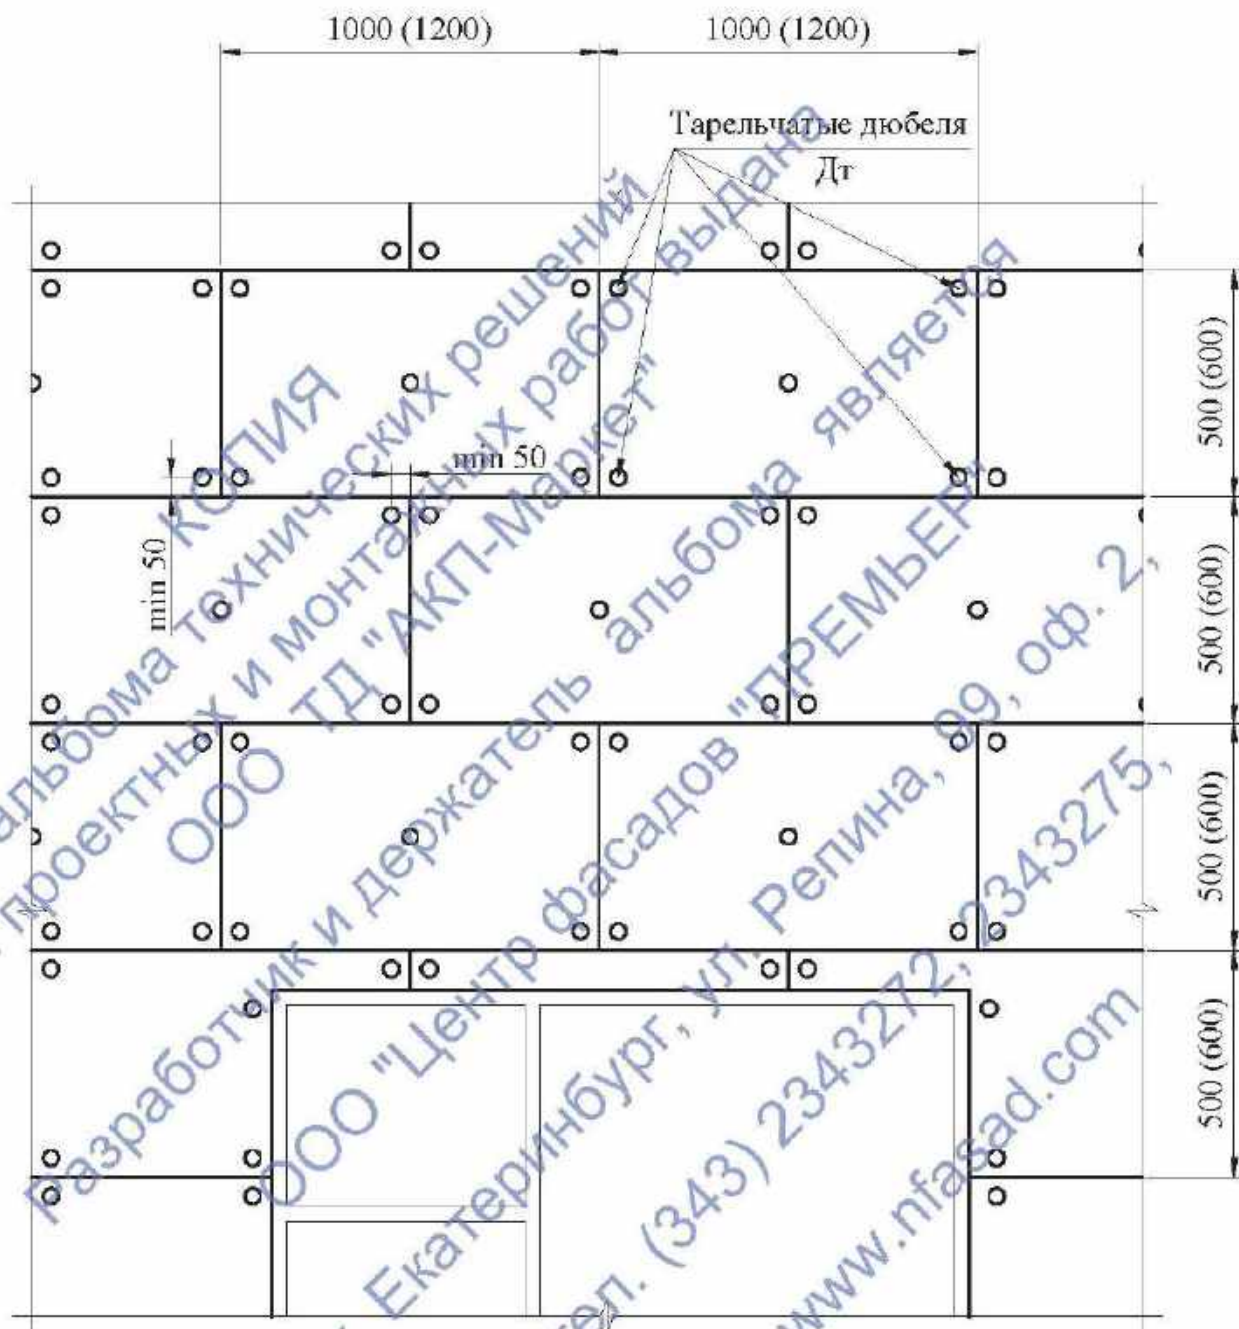 1000 (1200)
1000 (1200)
Тарельчатые дюбеля
Дт
500 (600)
min 50
min 50
500 (600)
500 (600)
500 (600)
КОПИЯ
альбома технических решений
проектных и монтажных работ выдана
ООО ТД "АКП-Маркет"
Разработчик и держатель альбома является
ООО "Центр фасадов "ПРЕМЬЕР"
Екатеринбург, ул. Репина, 99, оф. 2,
тел. (343) 2343272, 2343275,
www.nfasad.com